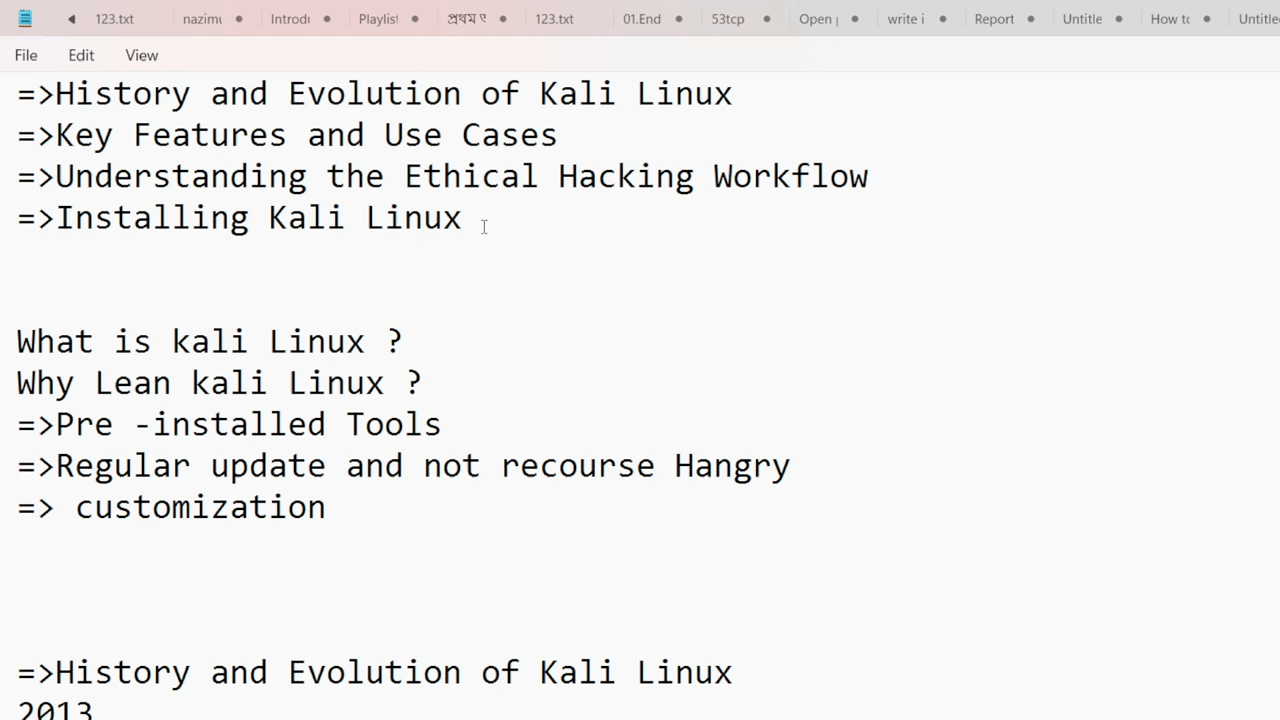 123.txt nazimu Introdu Playlist প্রথম 123.txt 01.End 53tcp Open write i Report Untitle How to Untitle
File Edit View
=>History and Evolution of Kali Linux
=>Key Features and Use Cases
=>Understanding the Ethical Hacking Workflow
=>Installing Kali Linux
What is kali Linux ?
Why Lean kali Linux ?
=>Pre -installed Tools
=>Regular update and not recourse Hangry
=> customization
=>History and Evolution of Kali Linux
2013